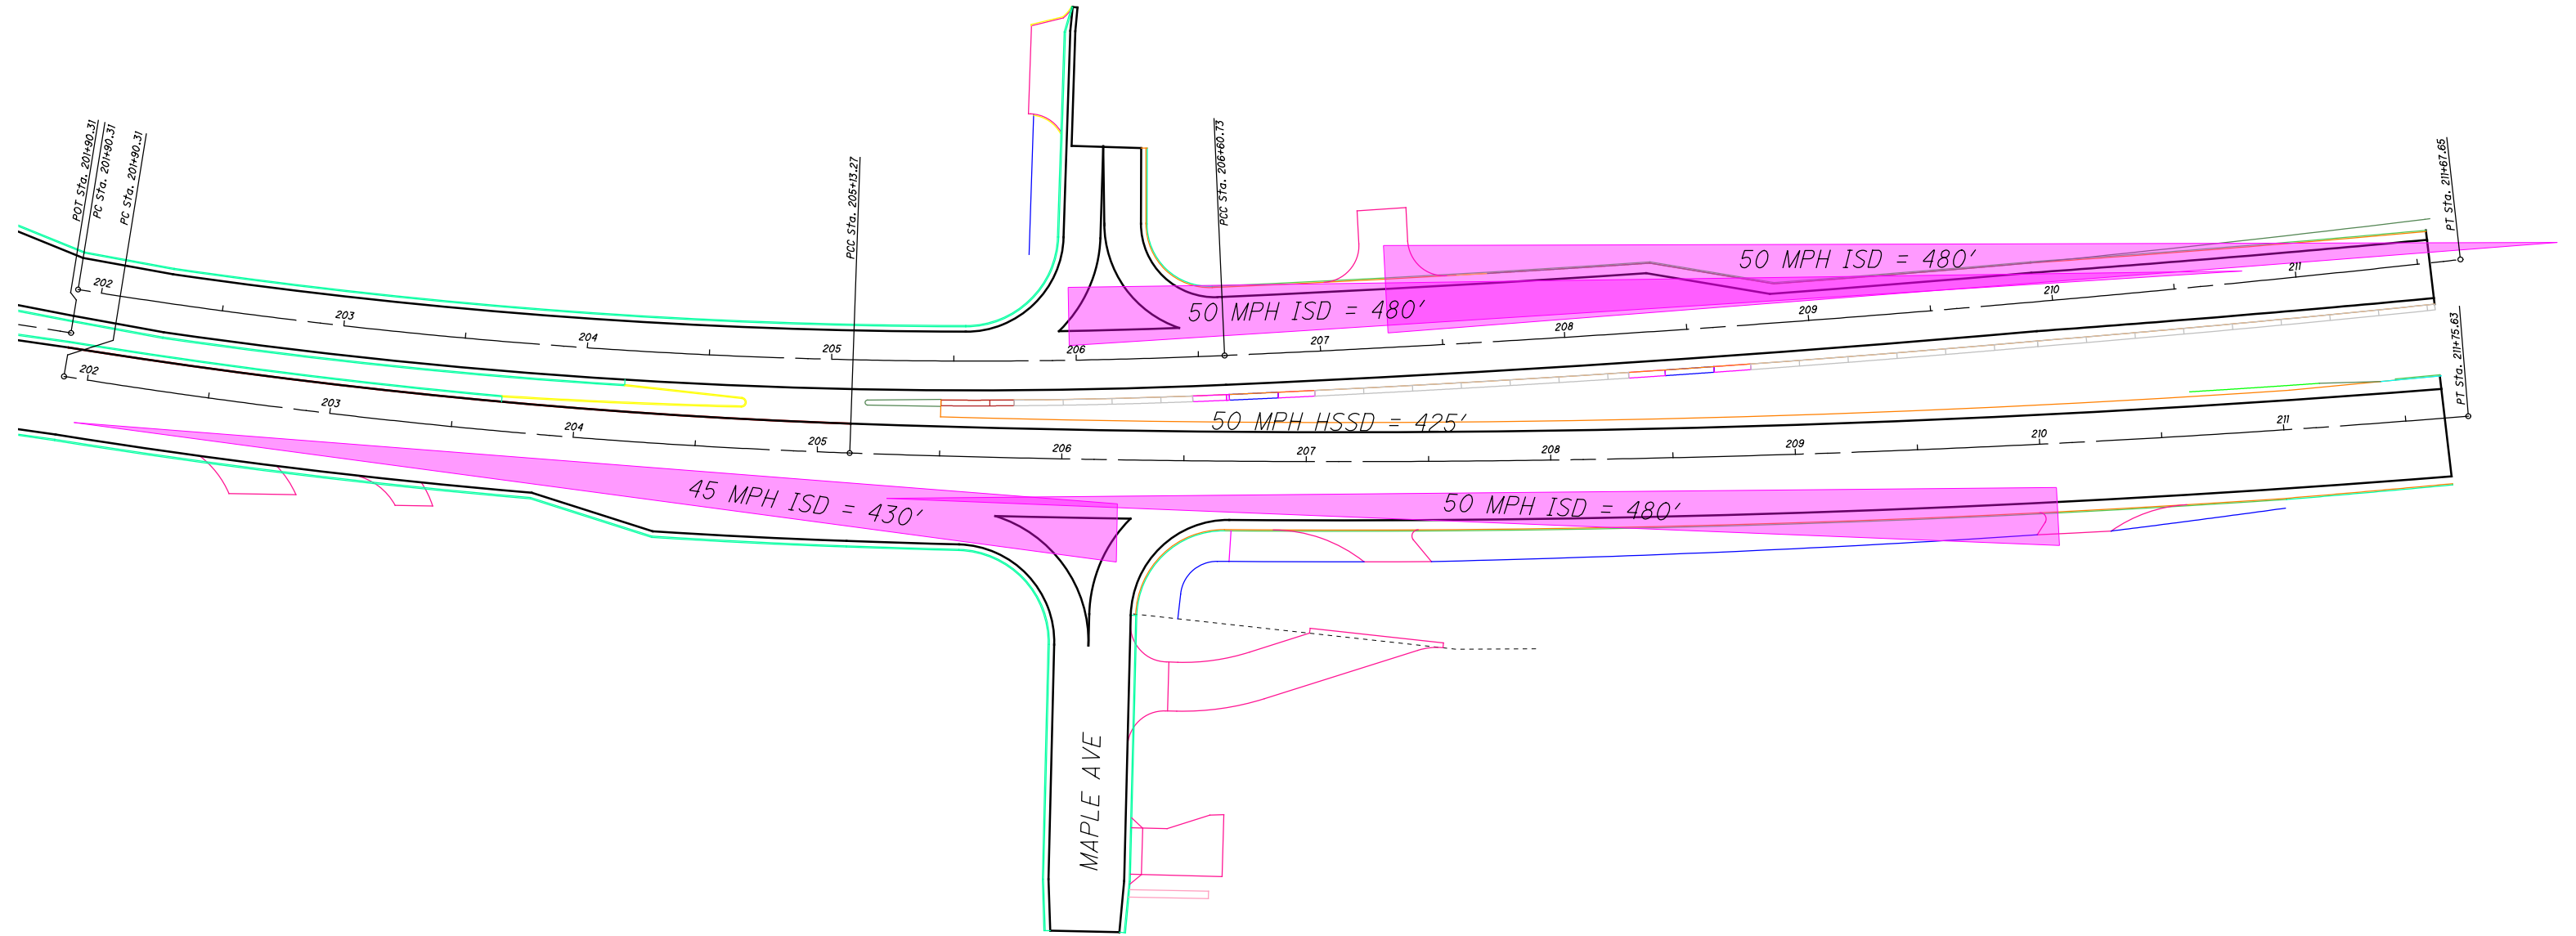 POT Sta. 201+90.31
PC Sta. 201+90.31
PC Sta. 201+90.31
PCC Sta. 205+13.27
PCC Sta. 206+60.73
PT Sta. 211+67.65
50 MPH ISD = 480'
50 MPH ISD = 480'
202
203
204
205
206
207
208
209
210
211
PT Sta. 211+75.63
50 MPH HSSD = 425'
202
203
204
205
206
207
208
209
210
211
45 MPH ISD = 430'
50 MPH ISD = 480'
MAPLE AVE